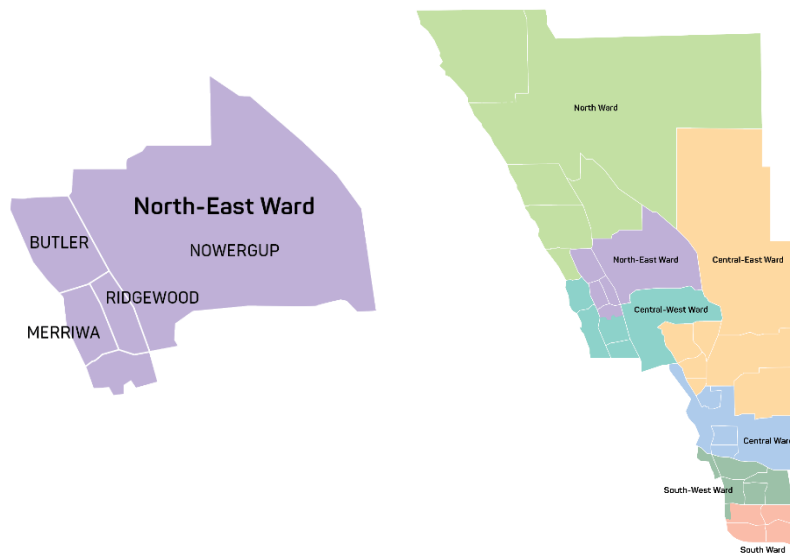 North-East Ward
BUTLER
NOWERGUP
RIDGEWOOD
MERRIWA
North Ward
North-East Ward
Central-East Ward
Central-West Ward
Central Ward
South-West Ward
South Ward